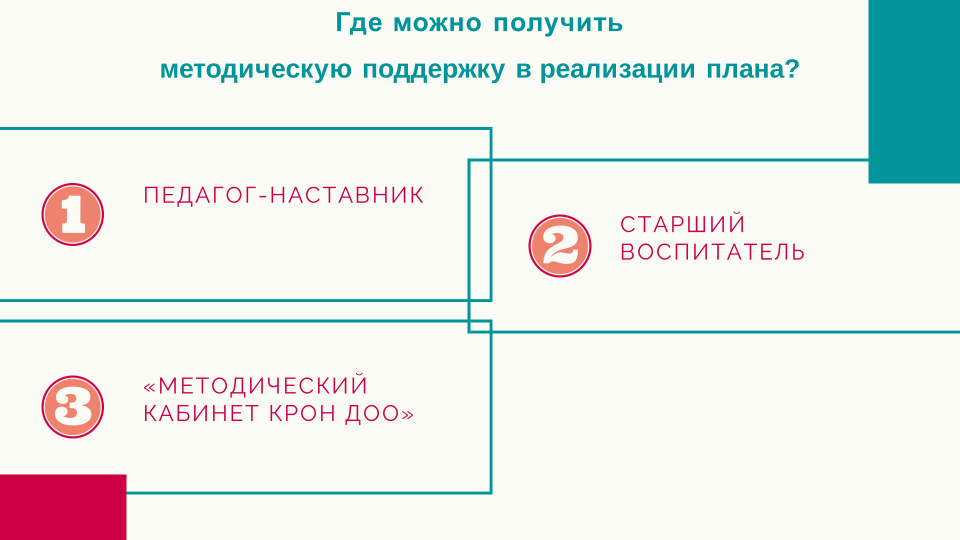 Где можно получить
методическую поддержку в реализации плана?
1
ПЕДАГОГ-НАСТАВНИК
2
СТАРШИЙ
ВОСПИТАТЕЛЬ
3
«МЕТОДИЧЕСКИЙ
КАБИНЕТ КРОН ДОО»